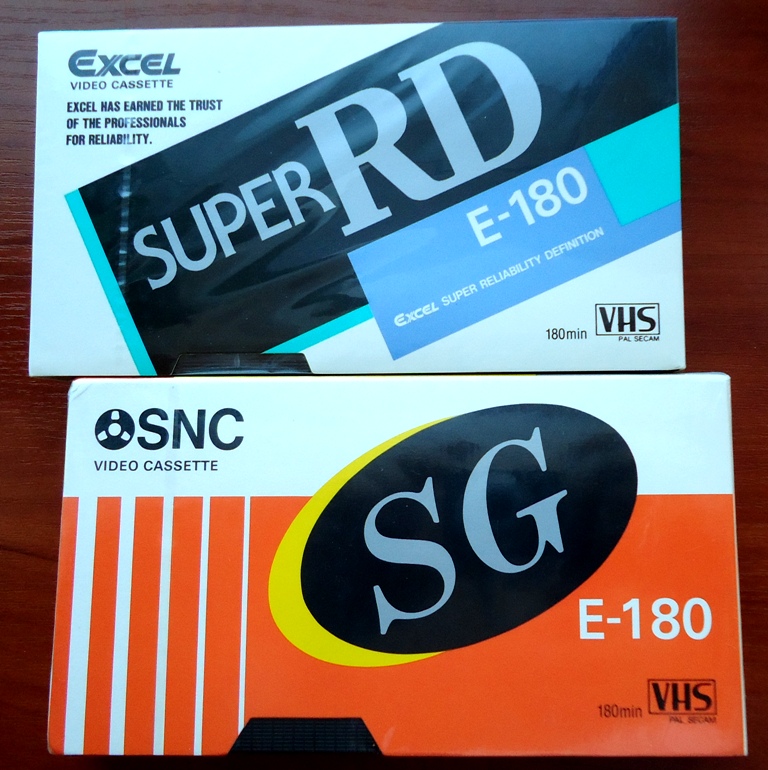 EXCEL
VIDEO CASSETTE
EXCEL HAS EARNED THE TRUST
OF THE PROFESSIONALS
FOR RELIABILITY.
SUPER RD
E-180
EXCEL SUPER RELIABILITY DEFINITION
180min VHS
PAL SECAM
SNC
VIDEO CASSETTE
SG
E-180
180min VHS
PAL SECAM